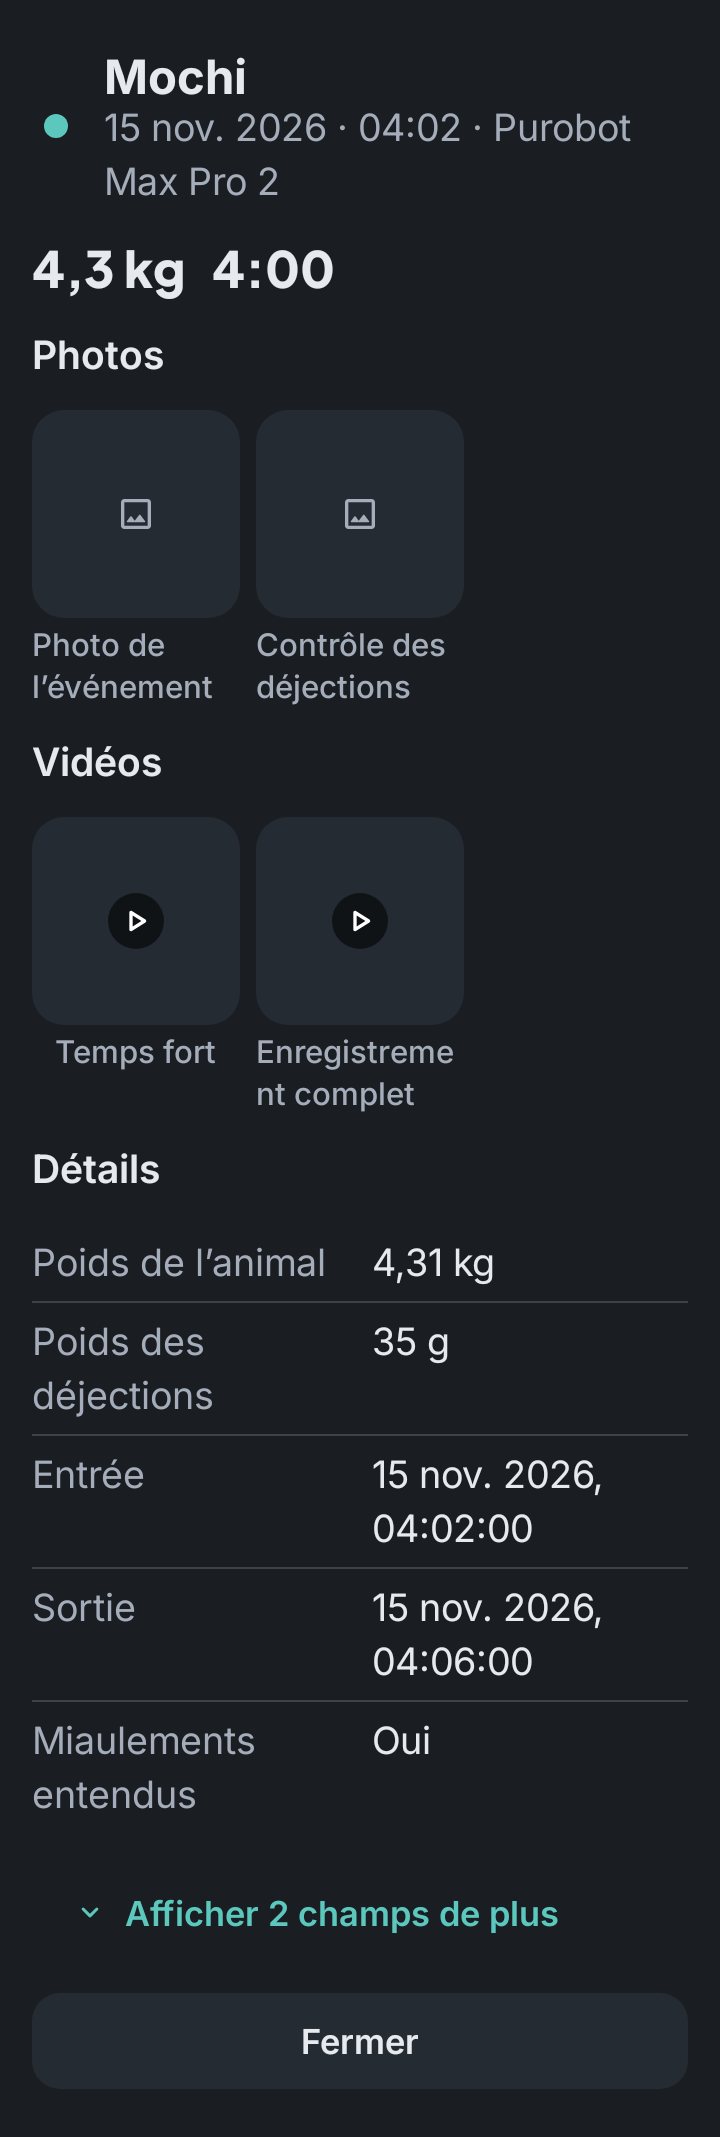 Mochi
15 nov. 2026 · 04:02 · Purobot
Max Pro 2
4,3 kg 4:00
Photos
Photo de
l’événement
Contrôle des
déjections
Vidéos
Temps fort
Enregistreme
nt complet
Détails
Poids de l’animal 4,31 kg
Poids des
déjections
35 g
Entrée
15 nov. 2026,
04:02:00
Sortie
15 nov. 2026,
04:06:00
Miaulements
entendus
Oui
Afficher 2 champs de plus
Fermer